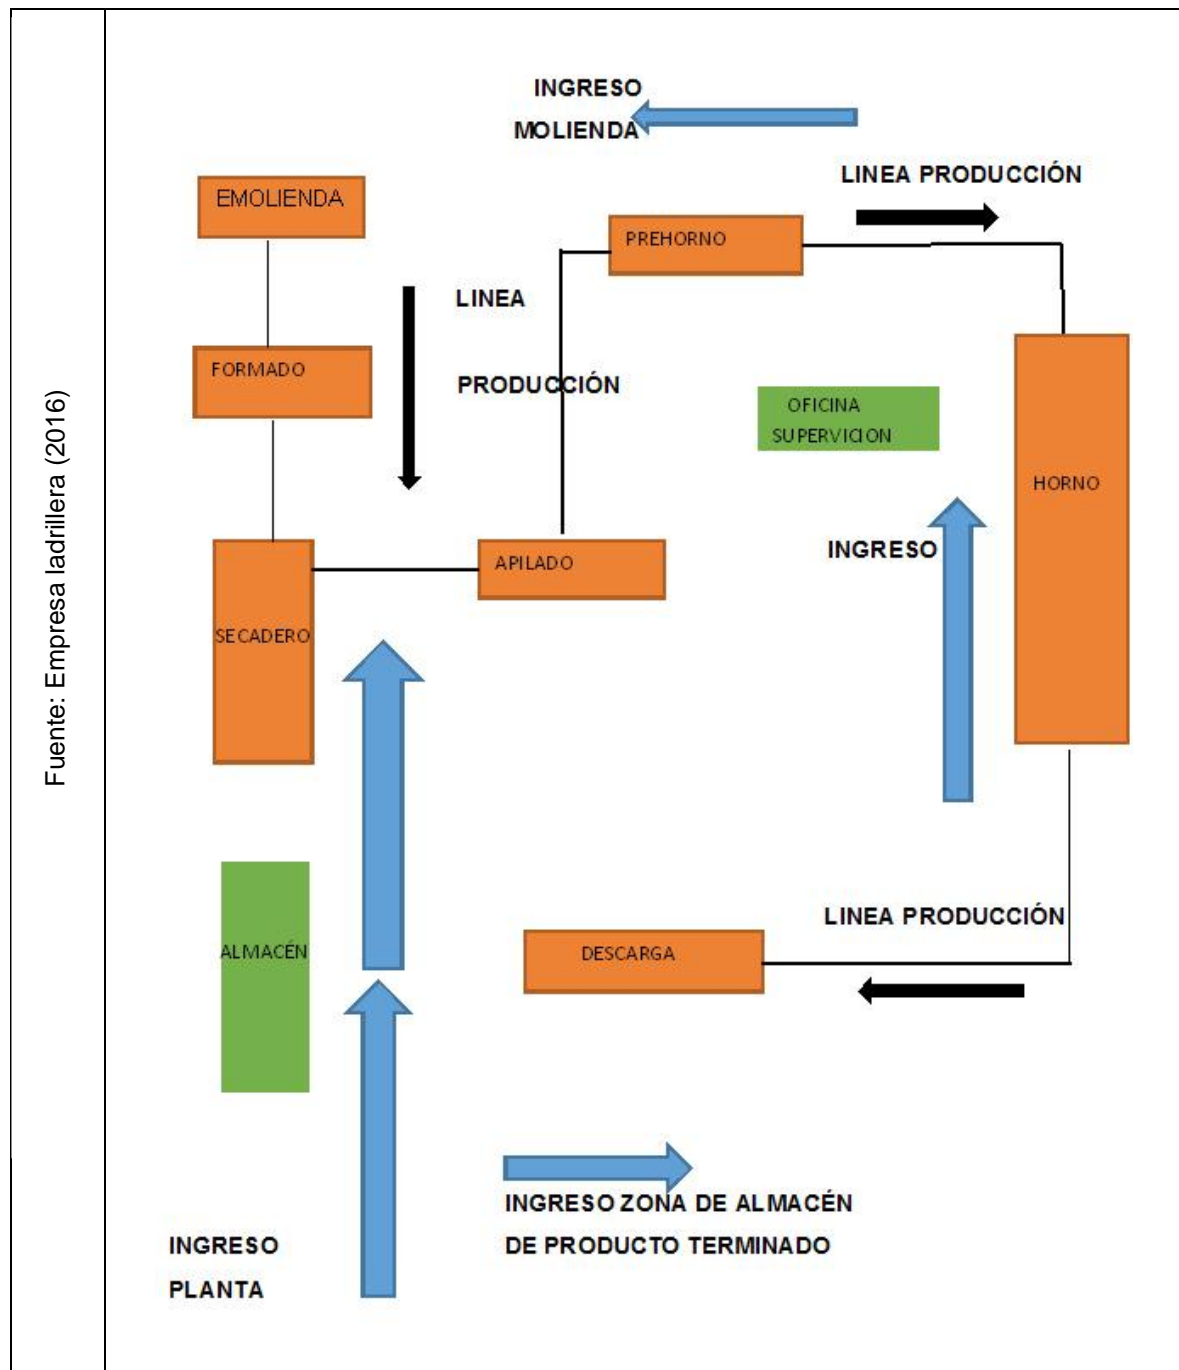 Fuente: Empresa ladrillera (2016)
INGRESO
MOLIENDA
LINEA PRODUCCIÓN
EMOLIENDA
PREHORNO
LINEA
PRODUCCIÓN
FORMADO
OFICINA
SUPERVICION
HORNO
INGRESO
APILADO
SECADERO
LINEA PRODUCCIÓN
ALMACÉN
DESCARGA
INGRESO ZONA DE ALMACÉN
DE PRODUCTO TERMINADO
INGRESO
PLANTA